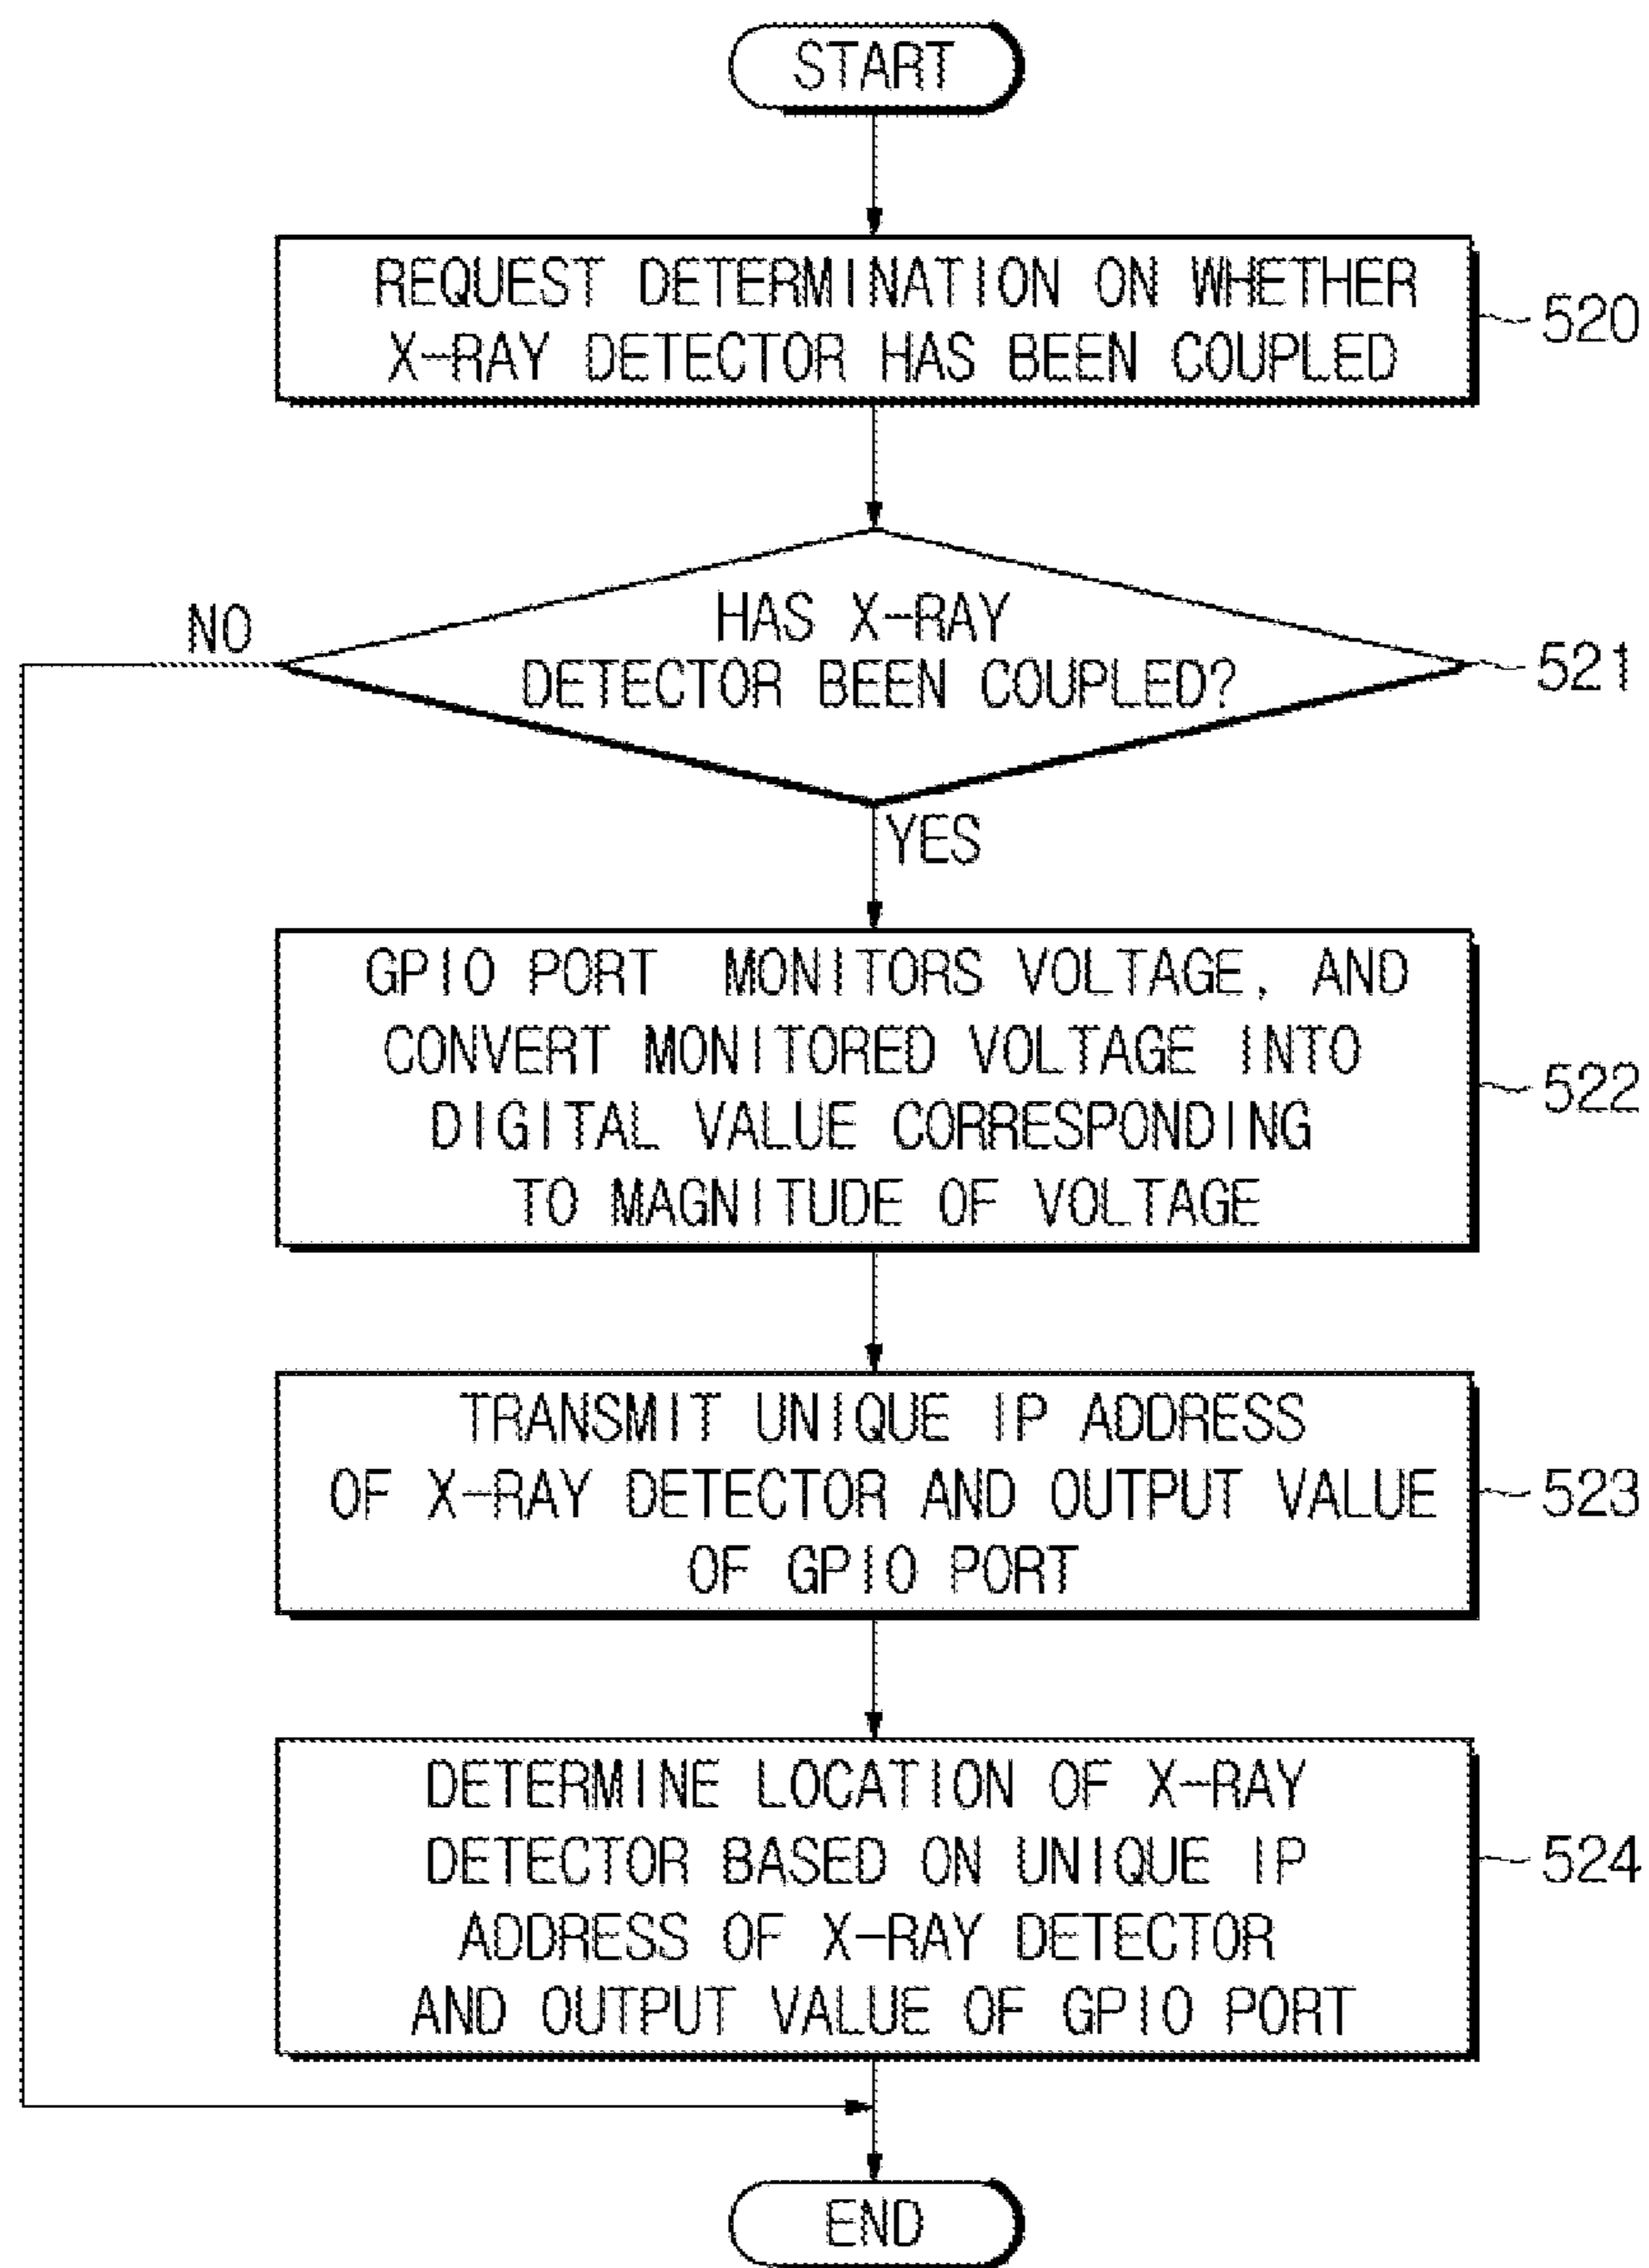 START
REQUEST DETERMINATION ON WHETHER
X-RAY DETECTOR HAS BEEN COUPLED
520
HAS X-RAY
DETECTOR BEEN COUPLED?
521
NO
YES
GPIO PORT MONITORS VOLTAGE, AND
CONVERT MONITORED VOLTAGE INTO
DIGITAL VALUE CORRESPONDING
TO MAGNITUDE OF VOLTAGE
522
TRANSMIT UNIQUE IP ADDRESS
OF X-RAY DETECTOR AND OUTPUT VALUE
OF GPIO PORT
523
DETERMINE LOCATION OF X-RAY
DETECTOR BASED ON UNIQUE IP
ADDRESS OF X-RAY DETECTOR
AND OUTPUT VALUE OF GPIO PORT
524
END